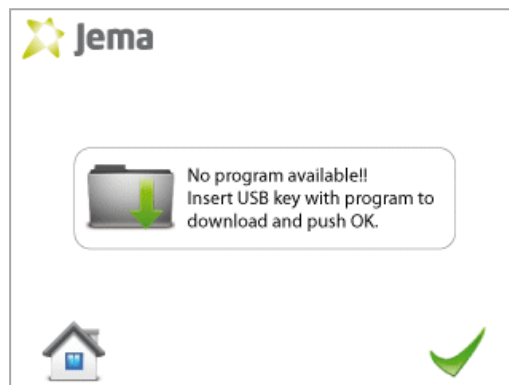 Jema
No program available!!
Insert USB key with program to
download and push OK.